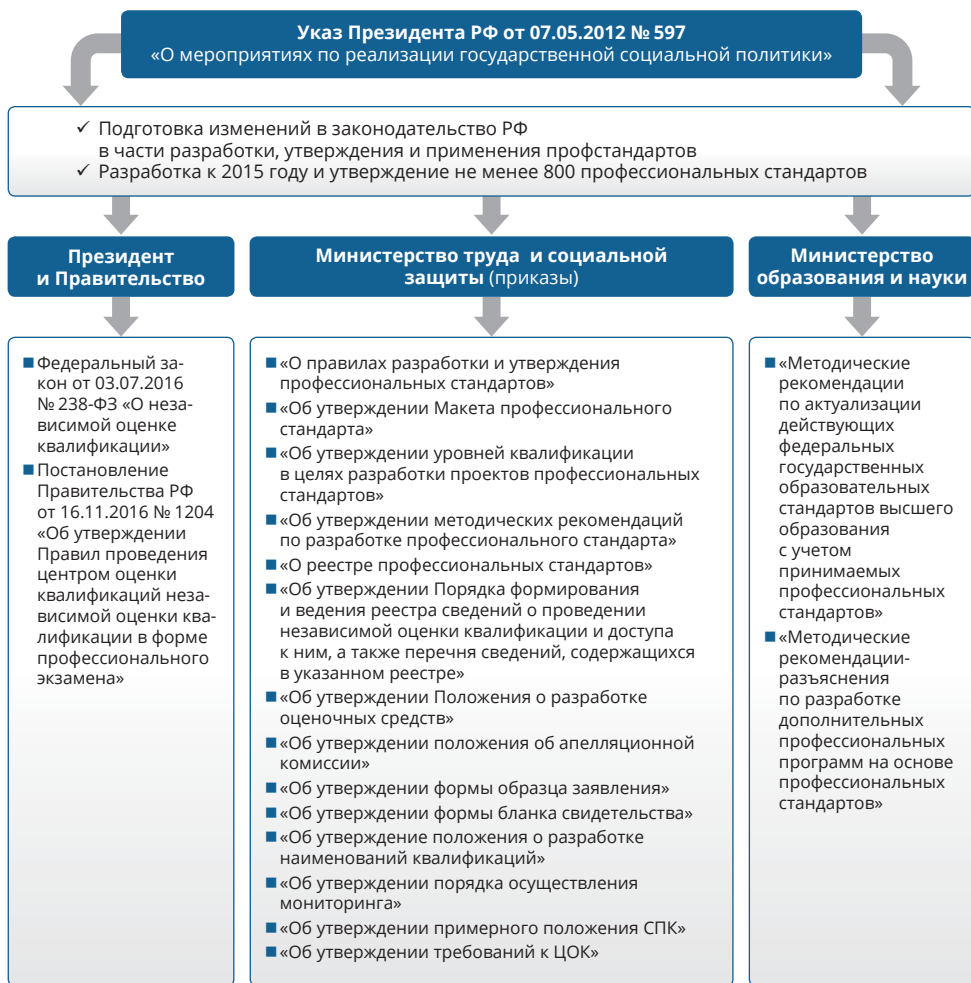 Указ Президента РФ от 07.05.2012 № 597
«О мероприятиях по реализации государственной социальной политики»
✓ Подготовка изменений в законодательство РФ
в части разработки, утверждения и применения профстандартов
✓ Разработка к 2015 году и утверждение не менее 800 профессиональных стандартов
Президент
и Правительство
■ Федеральный за-
кон от 03.07.2016
№ 238-ФЗ «О неза-
висимой оценке
квалификации»
■ Постановление
Правительства РФ
от 16.11.2016 № 1204
«Об утверждении
Правил проведения
центром оценки
квалификаций неза-
висимой оценки ква-
лификации в форме
профессионального
экзамена»
Министерство труда и социальной
защиты (приказы)
■ «О правилах разработки и утверждения
профессиональных стандартов»
■ «Об утверждении Макета профессионального
стандарта»
■ «Об утверждении уровней квалификации
в целях разработки проектов профессиональных
стандартов»
■ «Об утверждении методических рекомендаций
по разработке профессионального стандарта»
■ «О реестре профессиональных стандартов»
■ «Об утверждении Порядка формирования
и ведения реестра сведений о проведении
независимой оценки квалификации и доступа
к ним, а также перечня сведений, содержащихся
в указанном реестре»
■ «Об утверждении Положения о разработке
оценочных средств»
■ «Об утверждении положения об апелляционной
комиссии»
■ «Об утверждении формы образца заявления»
■ «Об утверждении формы бланка свидетельства»
■ «Об утверждение положения о разработке
наименований квалификаций»
■ «Об утверждении порядка осуществления
мониторинга»
■ «Об утверждении примерного положения СПК»
■ «Об утверждении требований к ЦОК»
Министерство
образования и науки
■ «Методические
рекомендации
по актуализации
действующих
федеральных
государственных
образовательных
стандартов высшего
образования
с учетом
принимаемых
профессиональных
стандартов»
■ «Методические
рекомендации-
разъяснения
по разработке
дополнительных
профессиональных
программ на основе
профессиональных
стандартов»